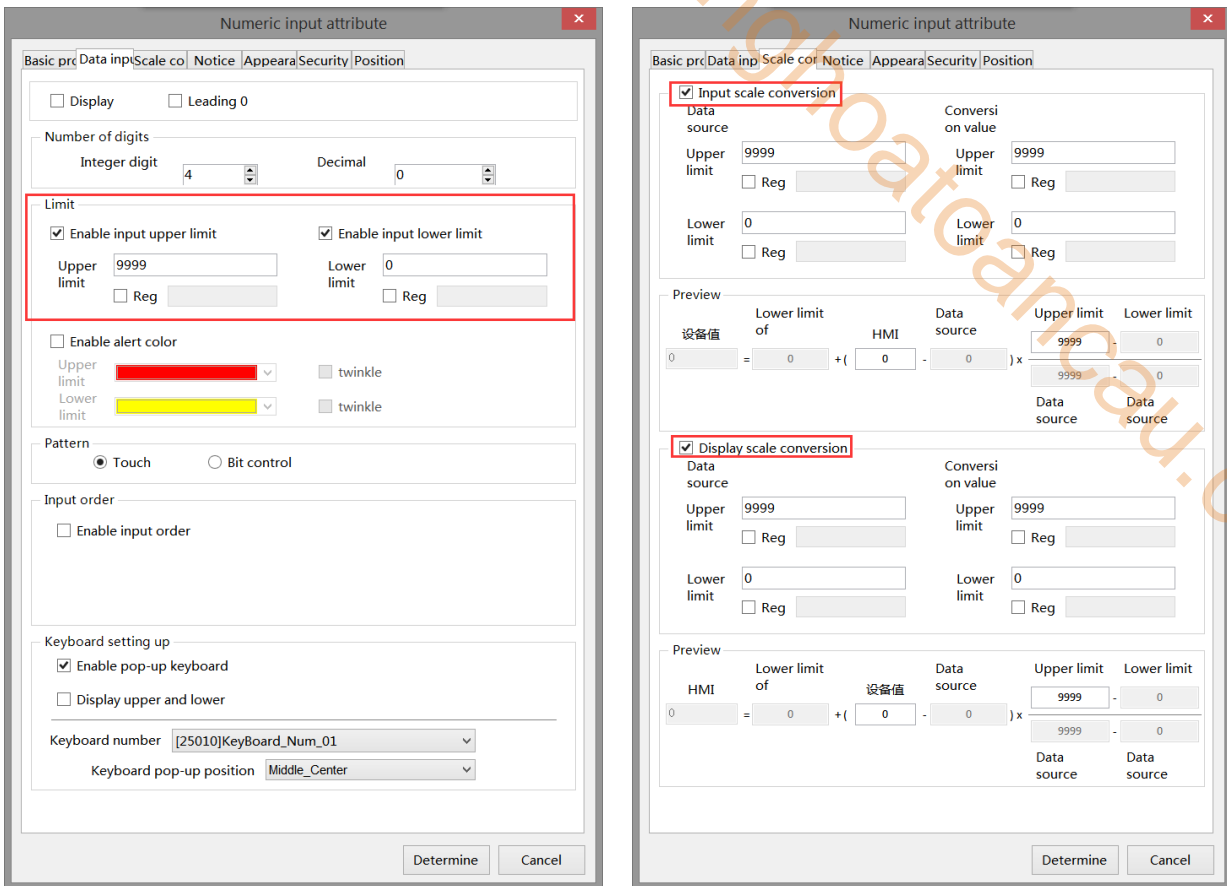 Numeric input attribute
Basic pro Data inpu Scale co Notice Appeara Security Position
Display Leading 0
Number of digits
Integer digit 4 Decimal 0
Limit
Enable input upper limit Enable input lower limit
Upper limit 9999 Lower limit 0
Reg Reg
Enable alert color
Upper limit twinkle
Lower limit twinkle
Pattern
Touch Bit control
Input order
Enable input order
Keyboard setting up
Enable pop-up keyboard
Display upper and lower
Keyboard number [25010]KeyBoard_Num_01
Keyboard pop-up position Middle_Center
Determine Cancel
Numeric input attribute
Basic pro Data inp Scale cor Notice Appeara Security Position
Input scale conversion
Data source Conversi on value
Upper limit 9999 Upper limit 9999
Reg Reg
Lower limit 0 Lower limit 0
Reg Reg
Preview
设备值 Lower limit of HMI Data source Upper limit Lower limit
9999 - 0
0 = 0 +( 0 - 0 ) x
9999 - 0
Data source Data source
Display scale conversion
Data source Conversi on value
Upper limit 9999 Upper limit 9999
Reg Reg
Lower limit 0 Lower limit 0
Reg Reg
Preview
HMI Lower limit of 设备值 Data source Upper limit Lower limit
9999 - 0
0 = 0 +( 0 - 0 ) x
9999 - 0
Data source Data source
Determine Cancel